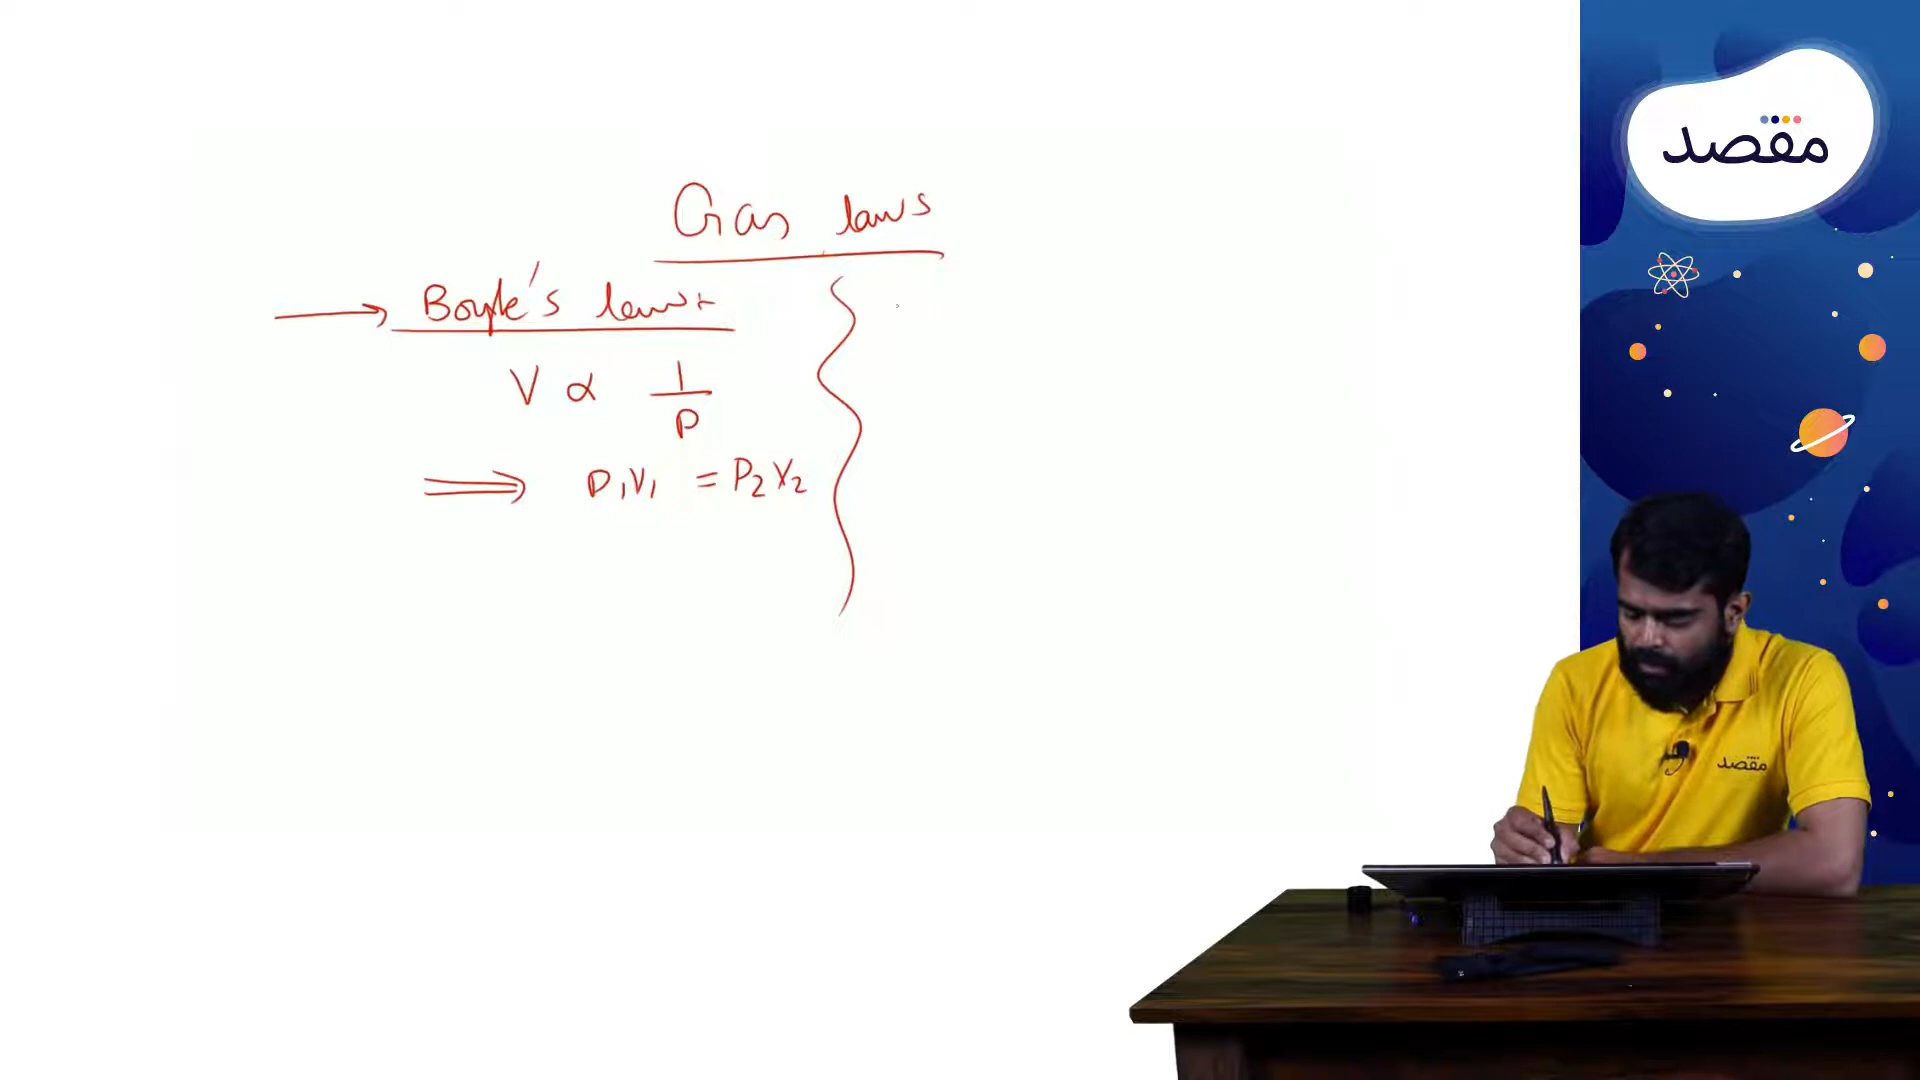 Gas laws
→ Boyle's law:
V ∝ 1/P
⟹ P₁V₁ = P₂V₂
مقصد
مقصد